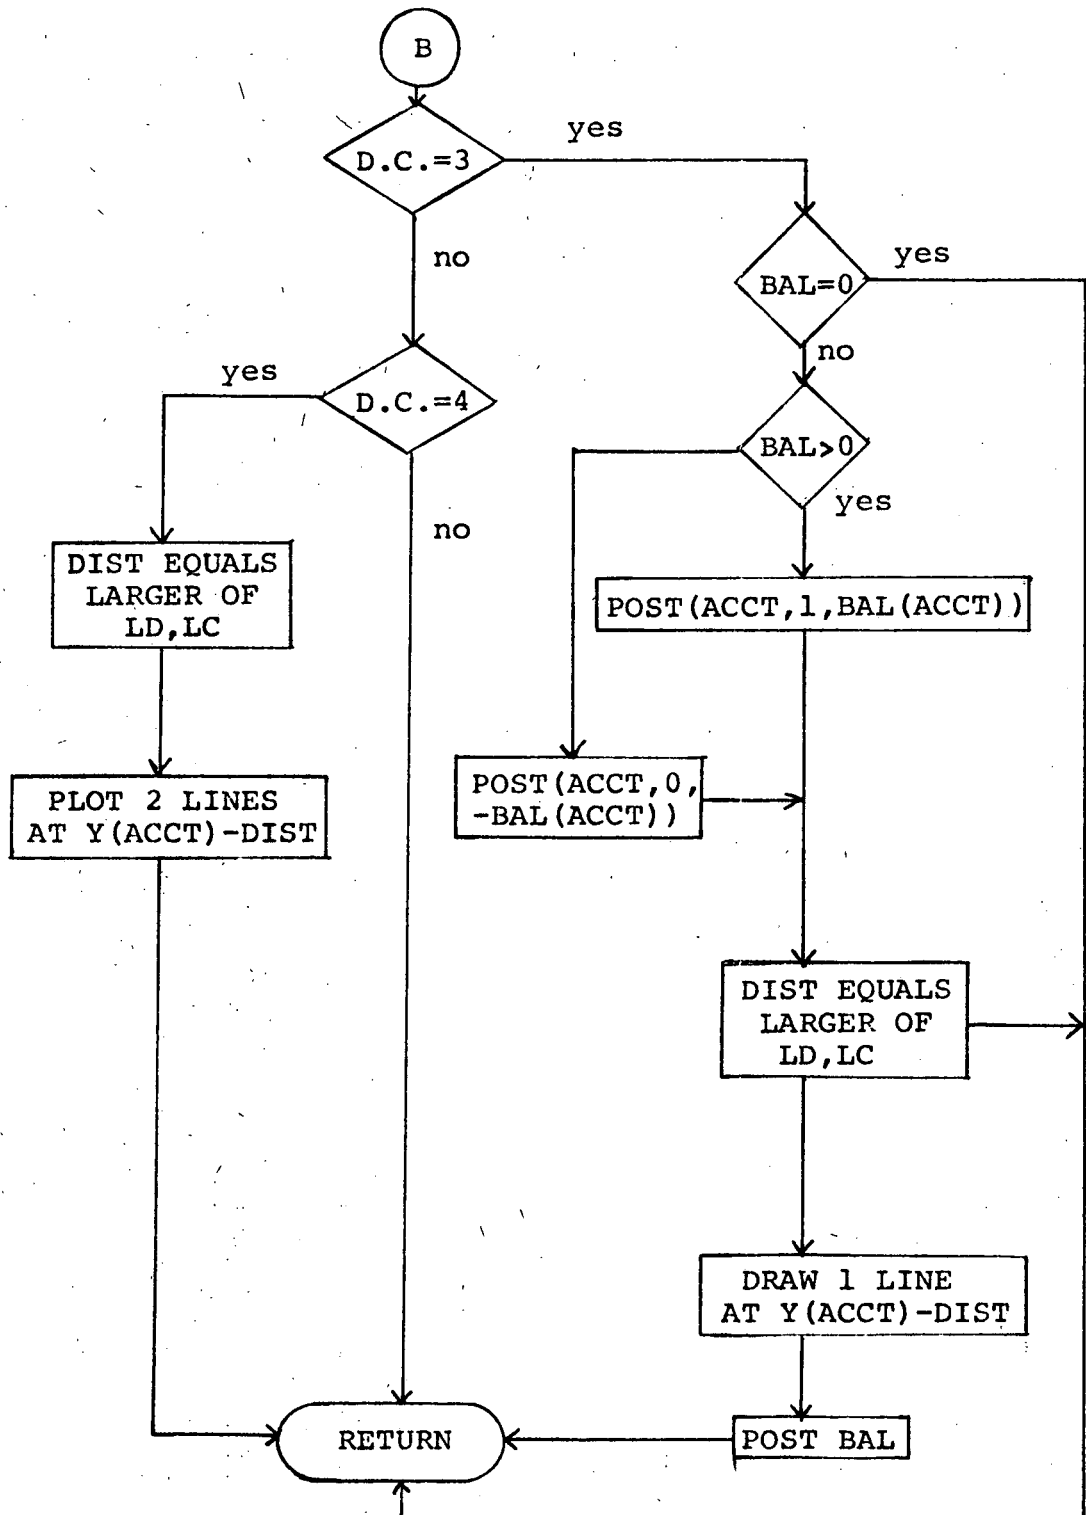 B
D.C.=3
yes
no
BAL=0
yes
no
D.C.=4
yes
no
BAL>0
yes
DIST EQUALS
LARGER OF
LD,LC
POST(ACCT,1,BAL(ACCT))
PLOT 2 LINES
AT Y(ACCT)-DIST
POST(ACCT,0,
-BAL(ACCT))
DIST EQUALS
LARGER OF
LD,LC
DRAW 1 LINE
AT Y(ACCT)-DIST
RETURN
POST BAL